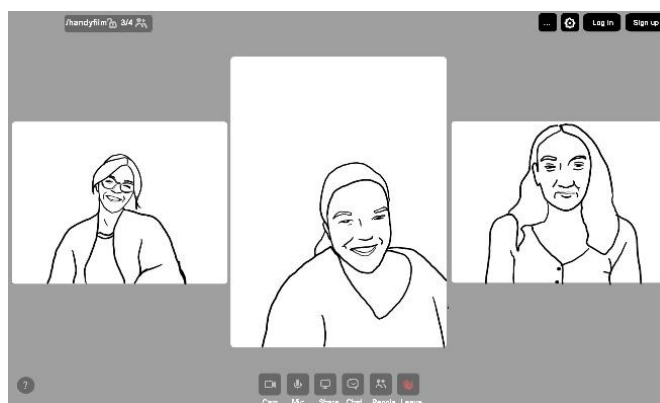 /handyfilm 3/4
...
Log in
Sign up
?
Cam
Mic
Share
Chat
People
Leave